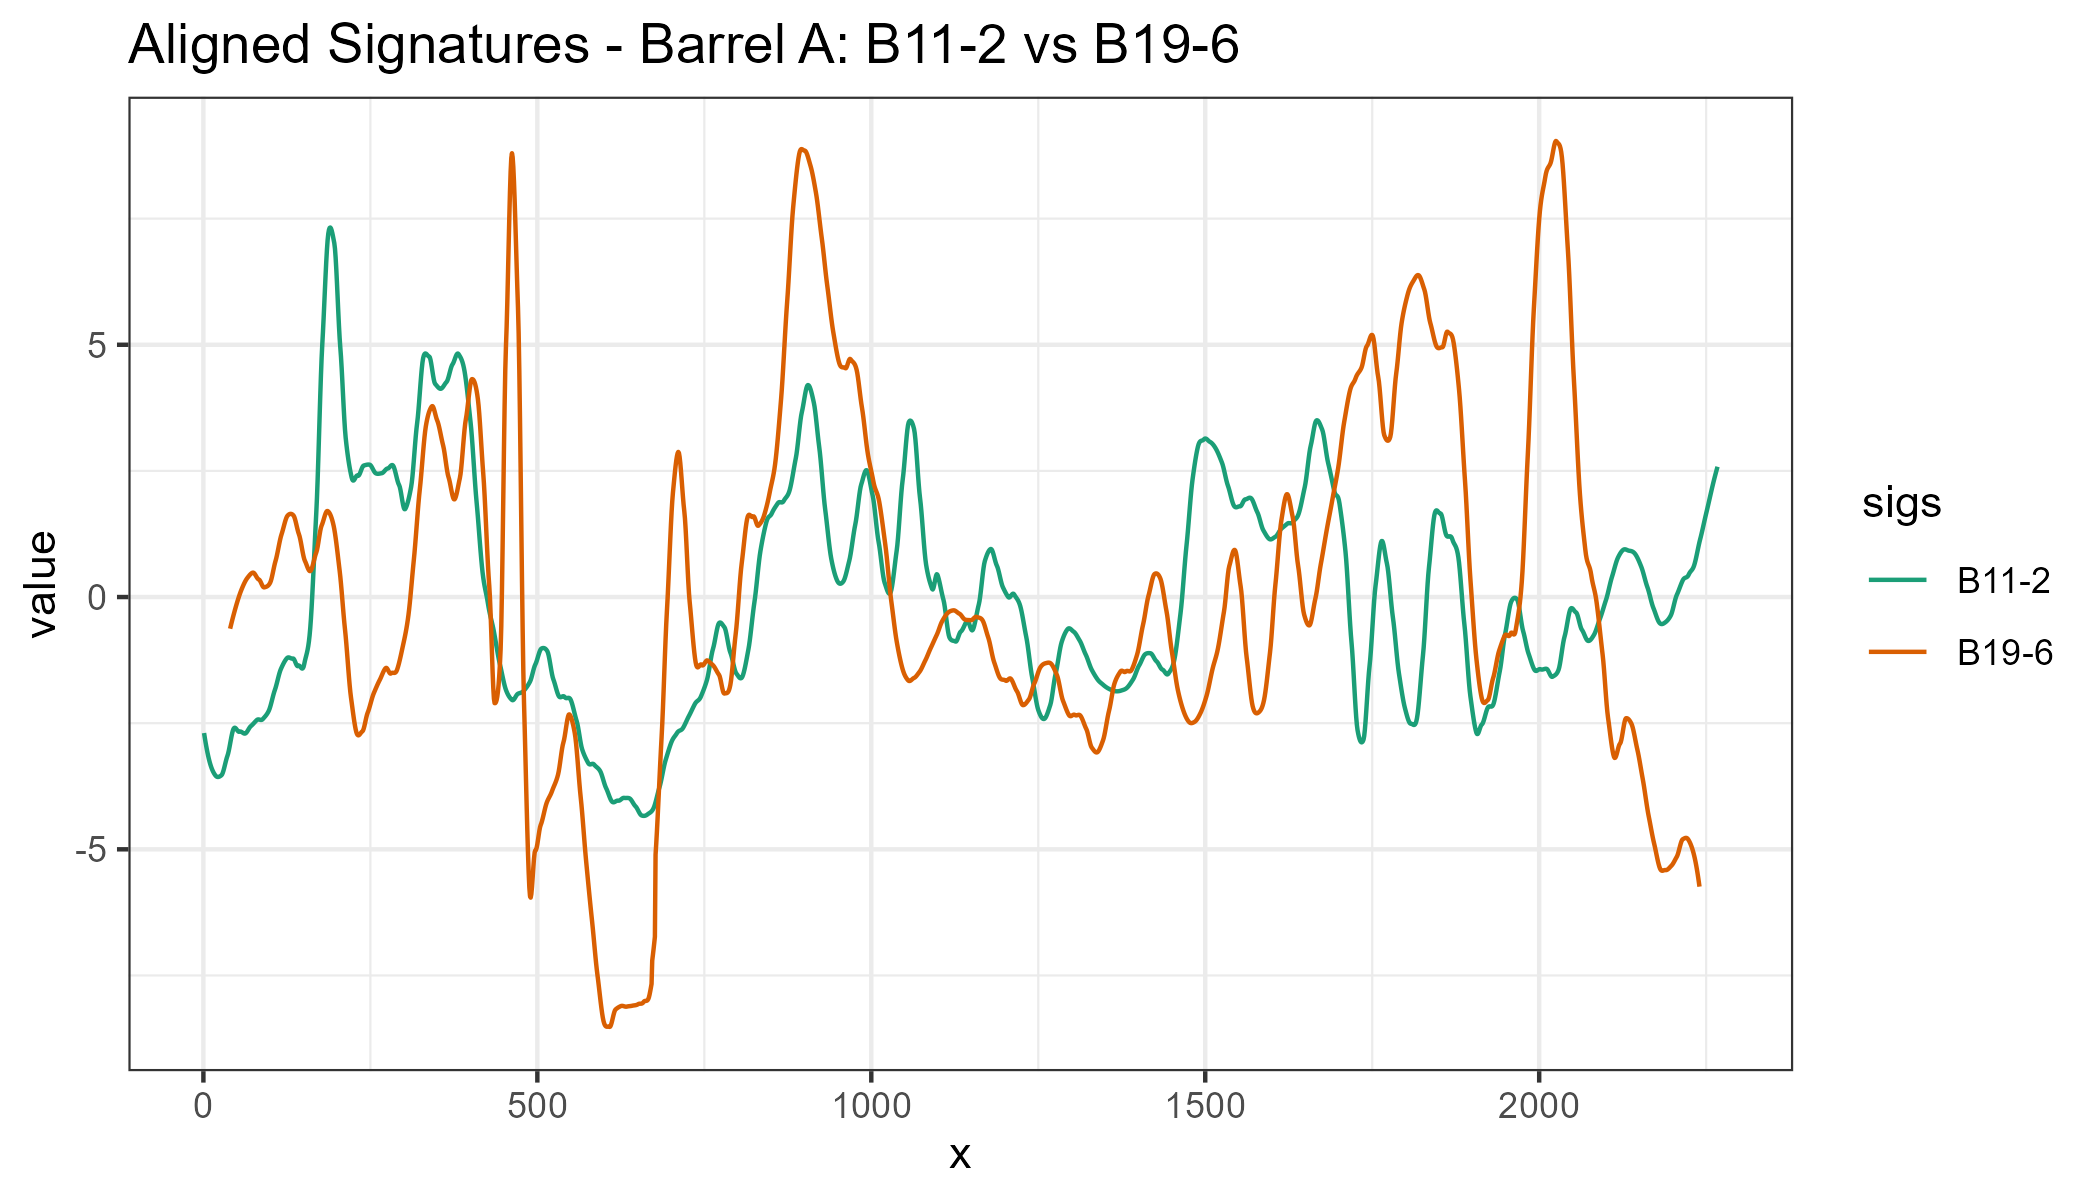 Aligned Signatures - Barrel A: B11-2 vs B19-6
value
5
0
-5
0 500 1000 1500 2000
x
sigs
B11-2
B19-6